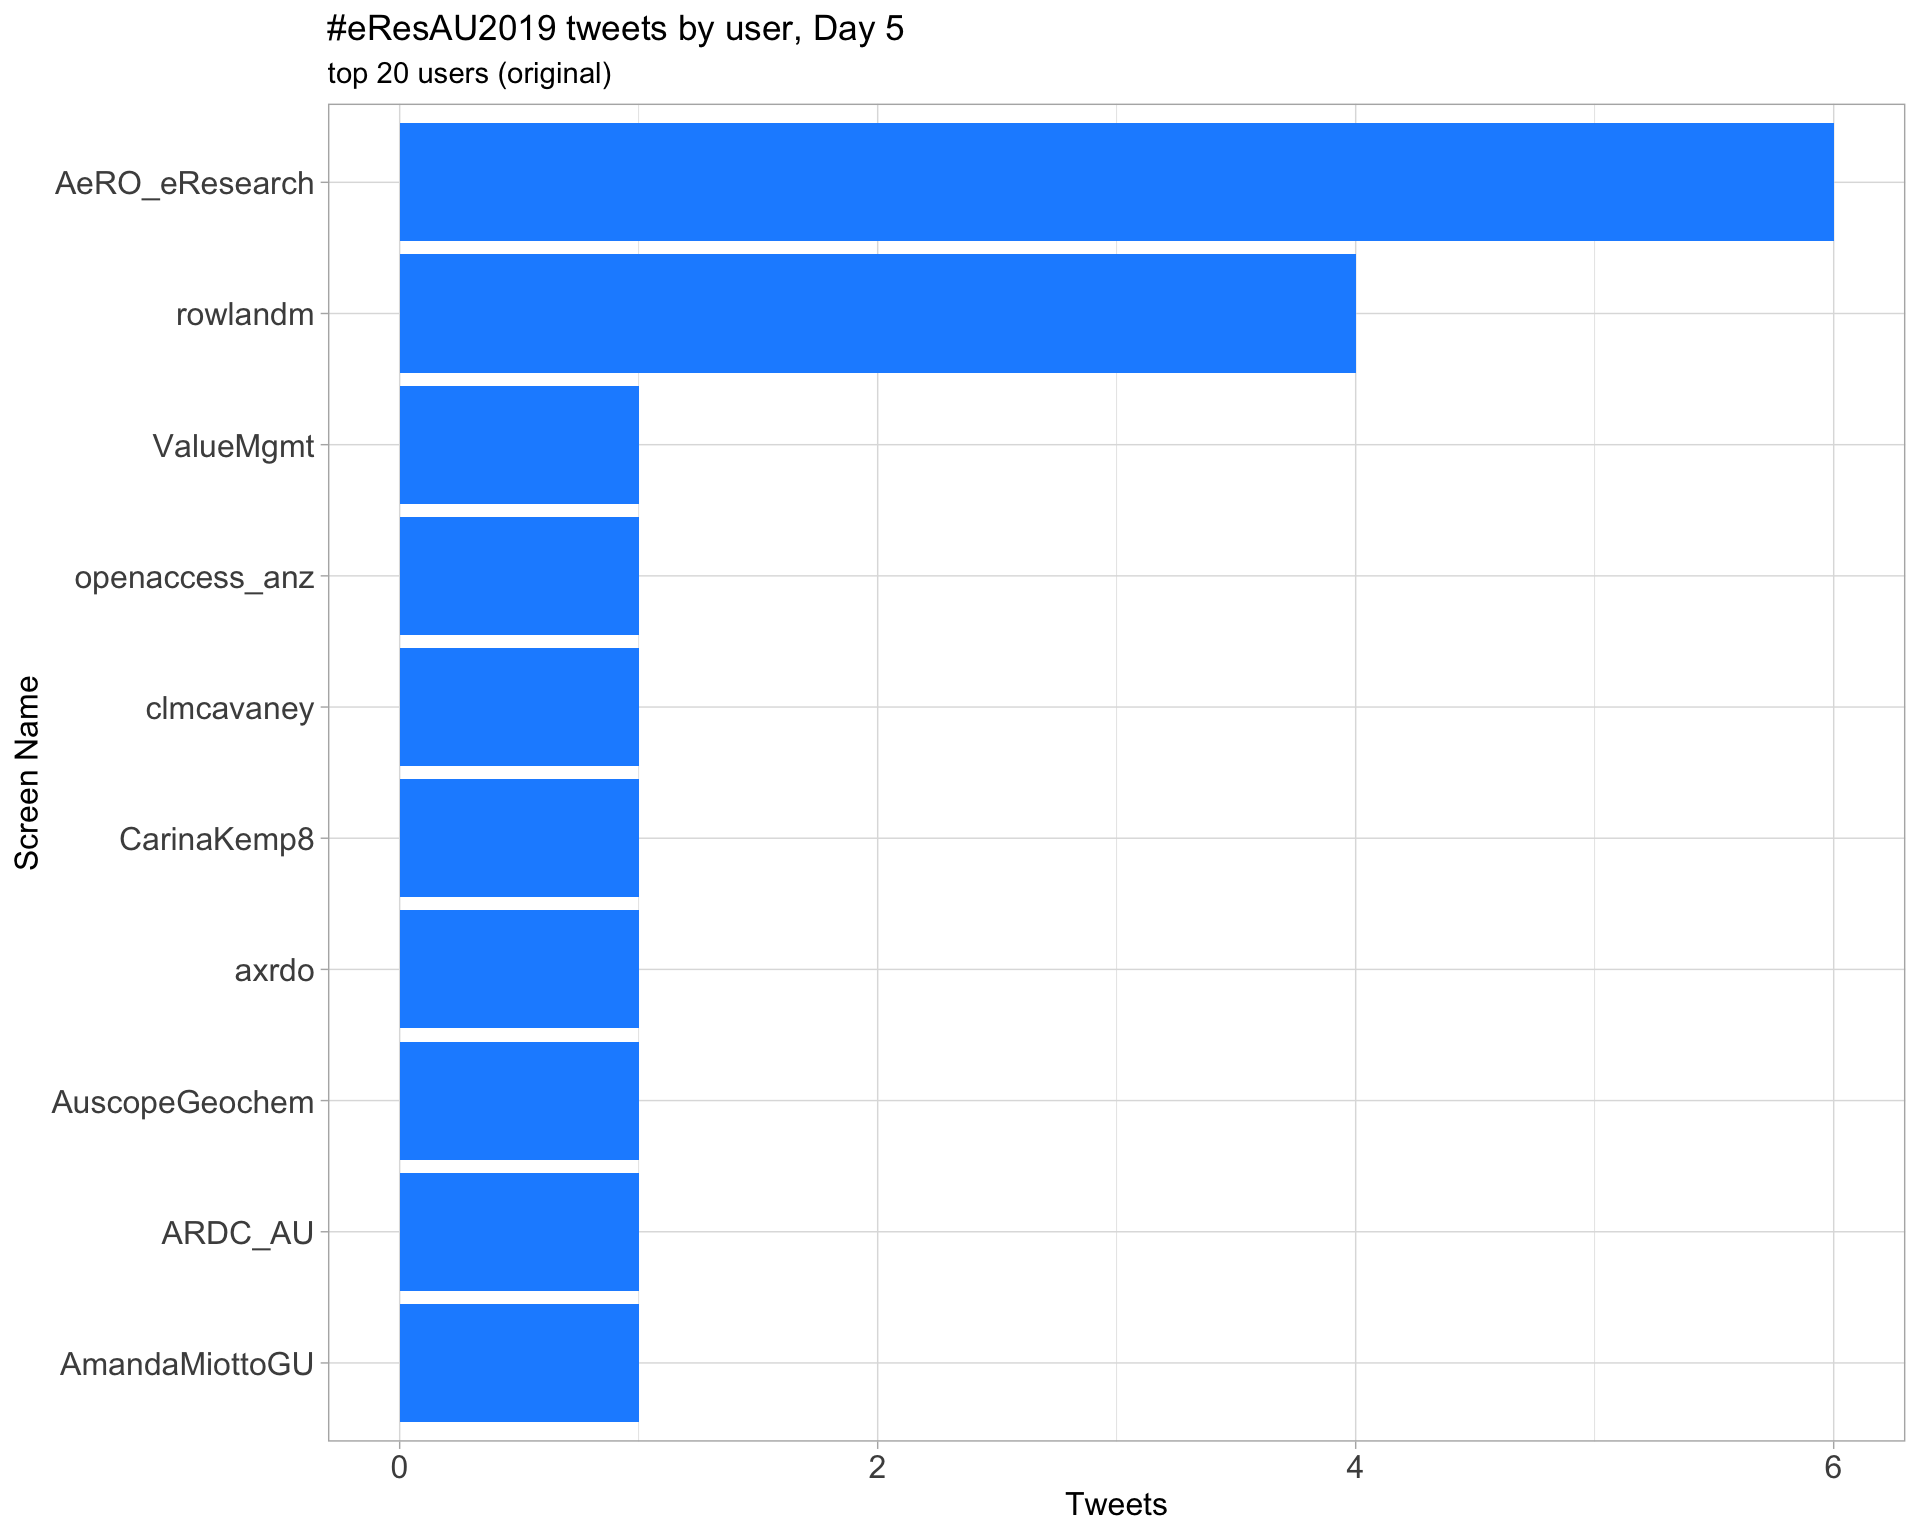 #eResAU2019 tweets by user, Day 5
top 20 users (original)
Screen Name
AeRO_eResearch
rowlandm
ValueMgmt
openaccess_anz
clmcavaney
CarinaKemp8
axrdo
AuscopeGeochem
ARDC_AU
AmandaMiottoGU
0 2 4 6
Tweets